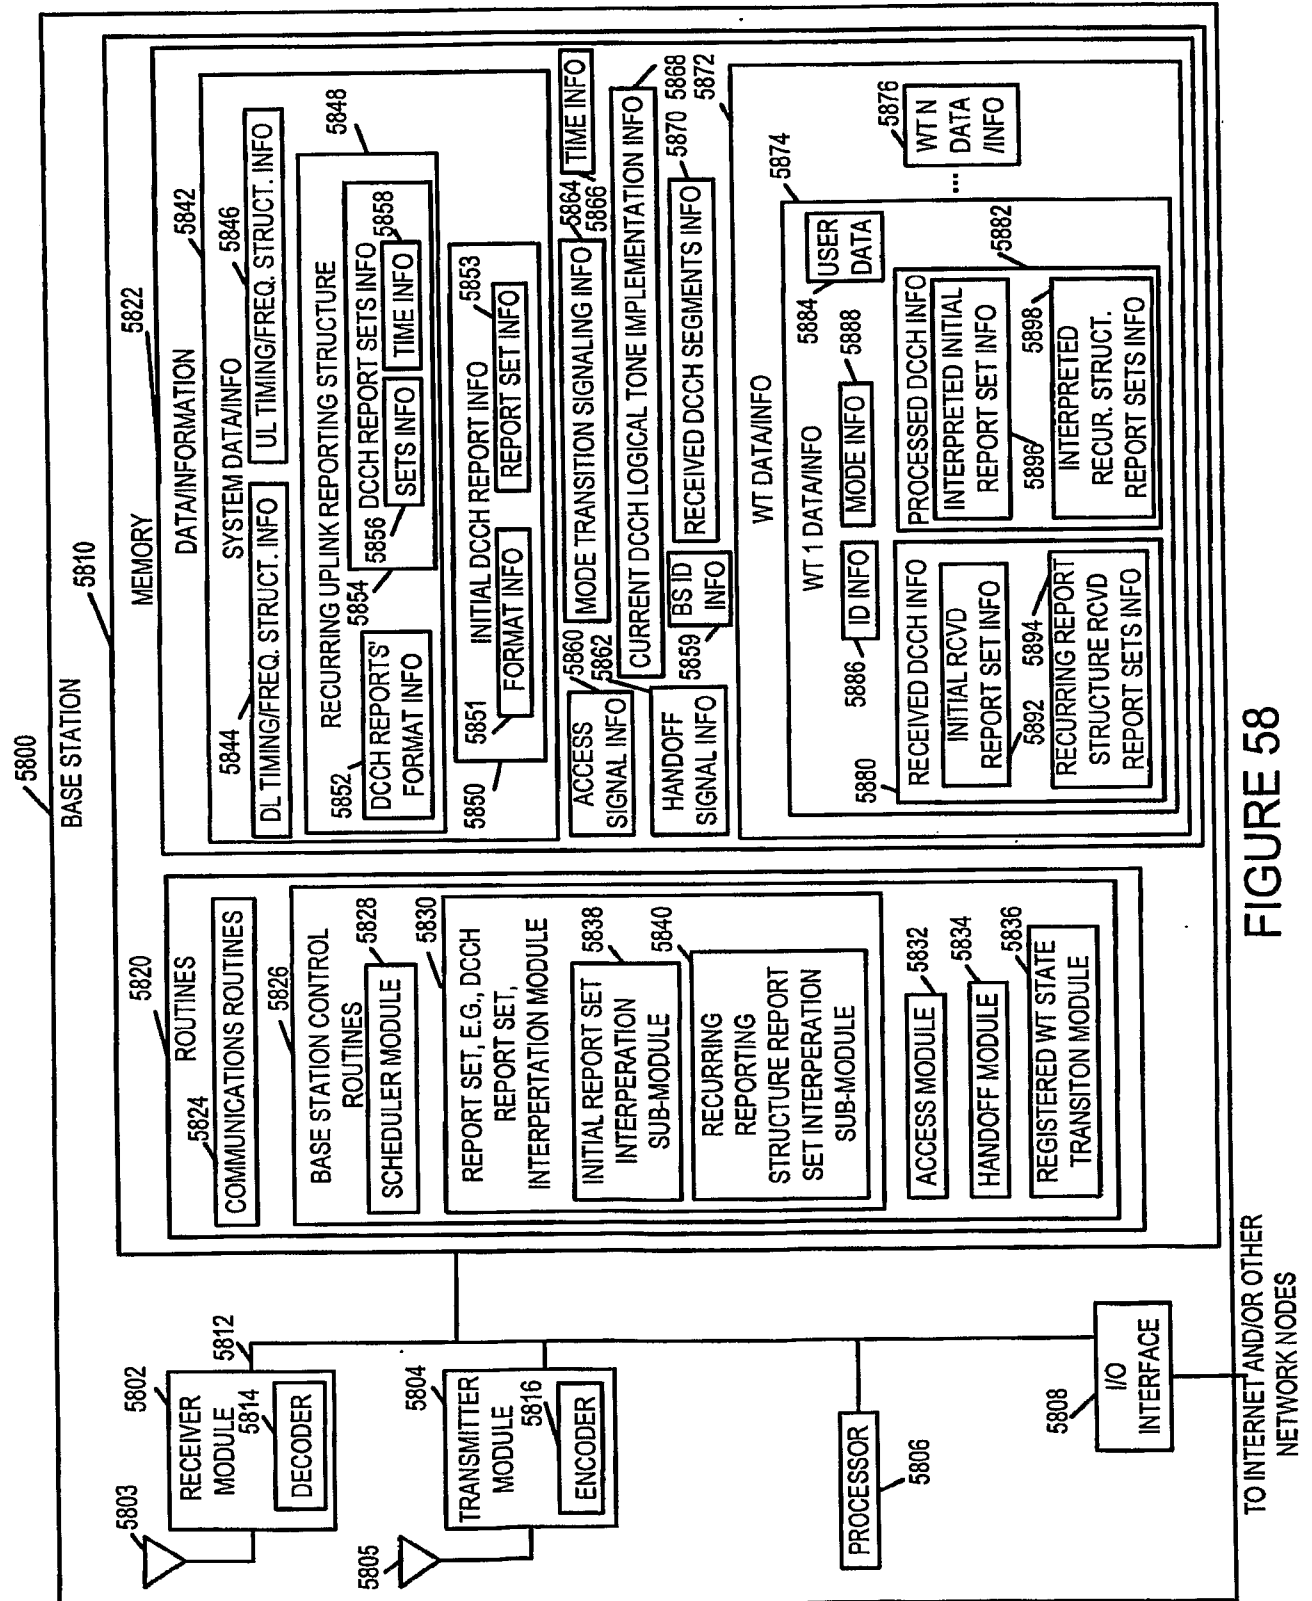 5800
BASE STATION
5803
5802
RECEIVER
MODULE
5814
DECODER
5812
5805
5804
TRANSMITTER
MODULE
5816
ENCODER
PROCESSOR
5806
5808
I/O
INTERFACE
TO INTERNET AND/OR OTHER
NETWORK NODES
5810
MEMORY
5820
ROUTINES
5824
COMMUNICATIONS ROUTINES
5826
BASE STATION CONTROL
ROUTINES
5828
SCHEDULER MODULE
5830
REPORT SET, E.G., DCCH
REPORT SET,
INTERPERTATION MODULE
5838
INITIAL REPORT SET
INTERPERATION
SUB-MODULE
5840
RECURRING
REPORTING
STRUCTURE REPORT
SET INTERPERATION
SUB-MODULE
5832
ACCESS MODULE
5834
HANDOFF MODULE
5836
REGISTERED WT STATE
TRANSITON MODULE
5822
DATA/INFORMATION
5842
SYSTEM DATA/INFO
5844
DL TIMING/FREQ. STRUCT. INFO
5846
UL TIMING/FREQ. STRUCT. INFO
5848
RECURRING UPLINK REPORTING STRUCTURE
5852
DCCH REPORTS'
FORMAT INFO
5854
DCCH REPORT SETS INFO
5856
SETS INFO
5858
TIME INFO
5850
INITIAL DCCH REPORT INFO
5851
FORMAT INFO
5853
REPORT SET INFO
5860
ACCESS
SIGNAL INFO
5864
MODE TRANSITION SIGNALING INFO
5866
TIME INFO
5862
HANDOFF
SIGNAL INFO
5868
CURRENT DCCH LOGICAL TONE IMPLEMENTATION INFO
5859
BS ID
INFO
5870
RECEIVED DCCH SEGMENTS INFO
5872
WT DATA/INFO
5874
WT 1 DATA/INFO
5884
USER
DATA
5886
ID INFO
5888
MODE INFO
5880
RECEIVED DCCH INFO
INITIAL RCVD
REPORT SET INFO
5892
5894
RECURRING REPORT
STRUCTURE RCVD
REPORT SETS INFO
5882
PROCESSED DCCH INFO
INTERPRETED INITIAL
REPORT SET INFO
5896
5898
INTERPRETED
RECUR. STRUCT.
REPORT SETS INFO
...
5876
WT N
DATA
/INFO
FIGURE 58